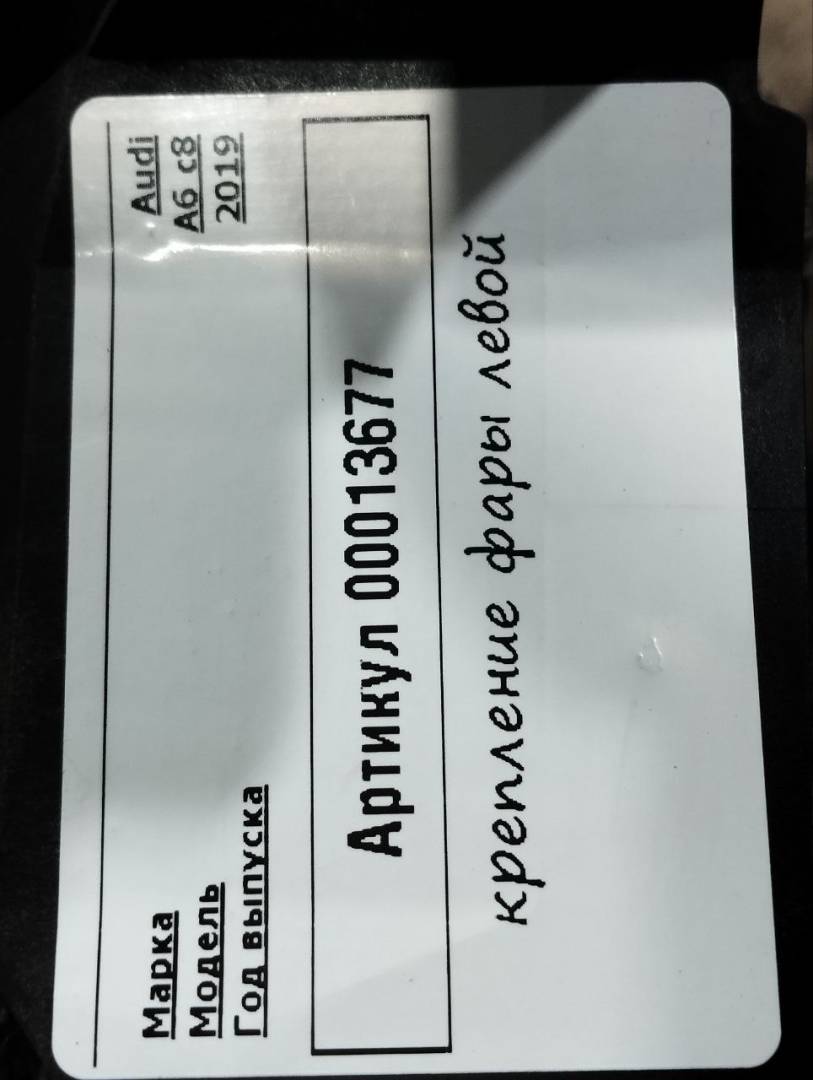 Марка Audi
Модель A6 c8
Год выпуска 2019
Артикул 00013677
крепление фары левой